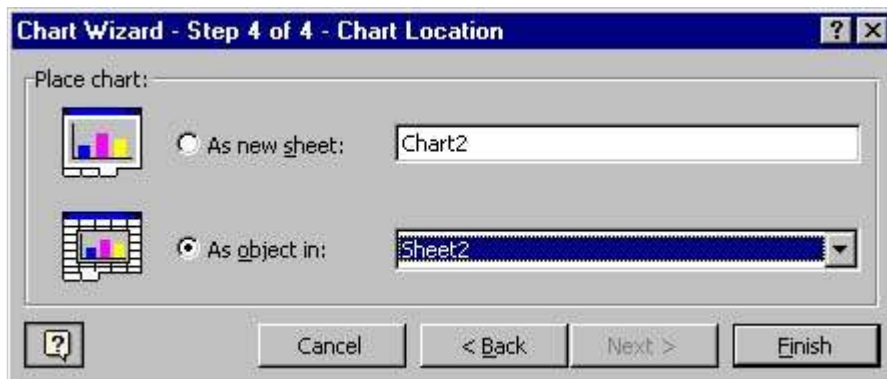 Chart Wizard - Step 4 of 4 - Chart Location
Place chart:
As new sheet: Chart2
As object in: Sheet2
Cancel < Back Next > Finish